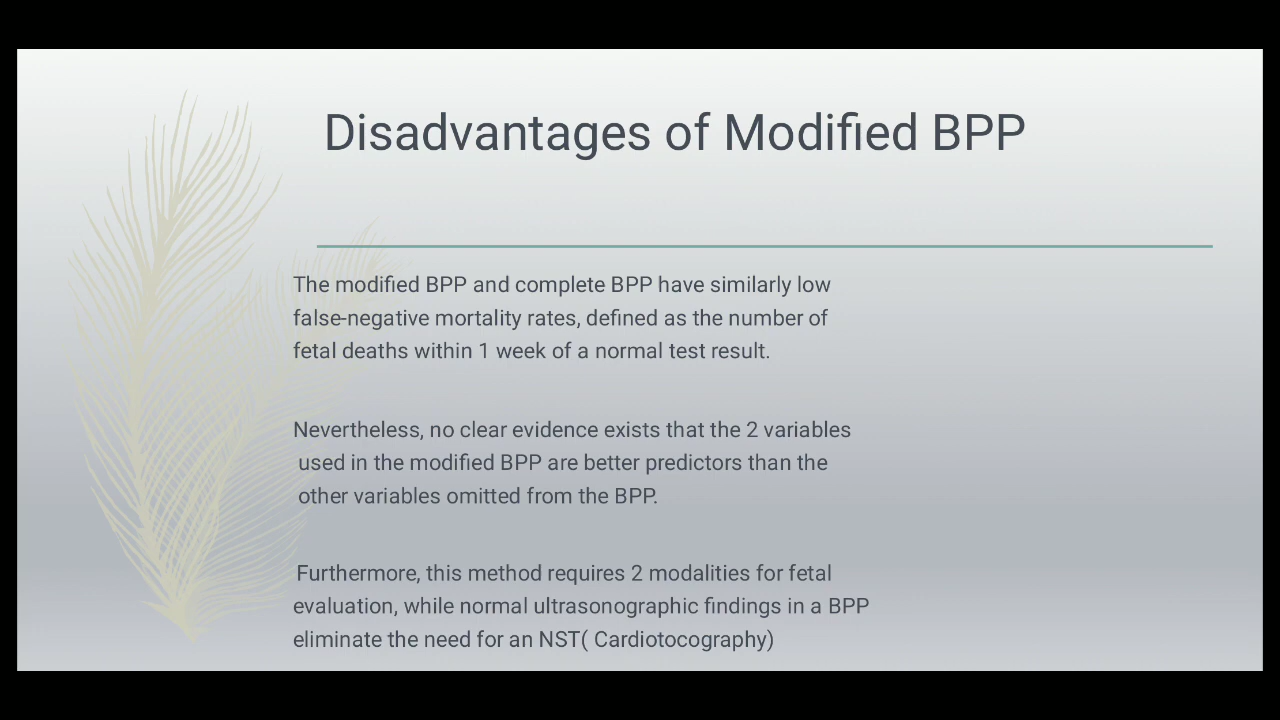 Disadvantages of Modified BPP
The modified BPP and complete BPP have similarly low
false-negative mortality rates, defined as the number of
fetal deaths within 1 week of a normal test result.
Nevertheless, no clear evidence exists that the 2 variables
used in the modified BPP are better predictors than the
other variables omitted from the BPP.
Furthermore, this method requires 2 modalities for fetal
evaluation, while normal ultrasonographic findings in a BPP
eliminate the need for an NST( Cardiotocography)